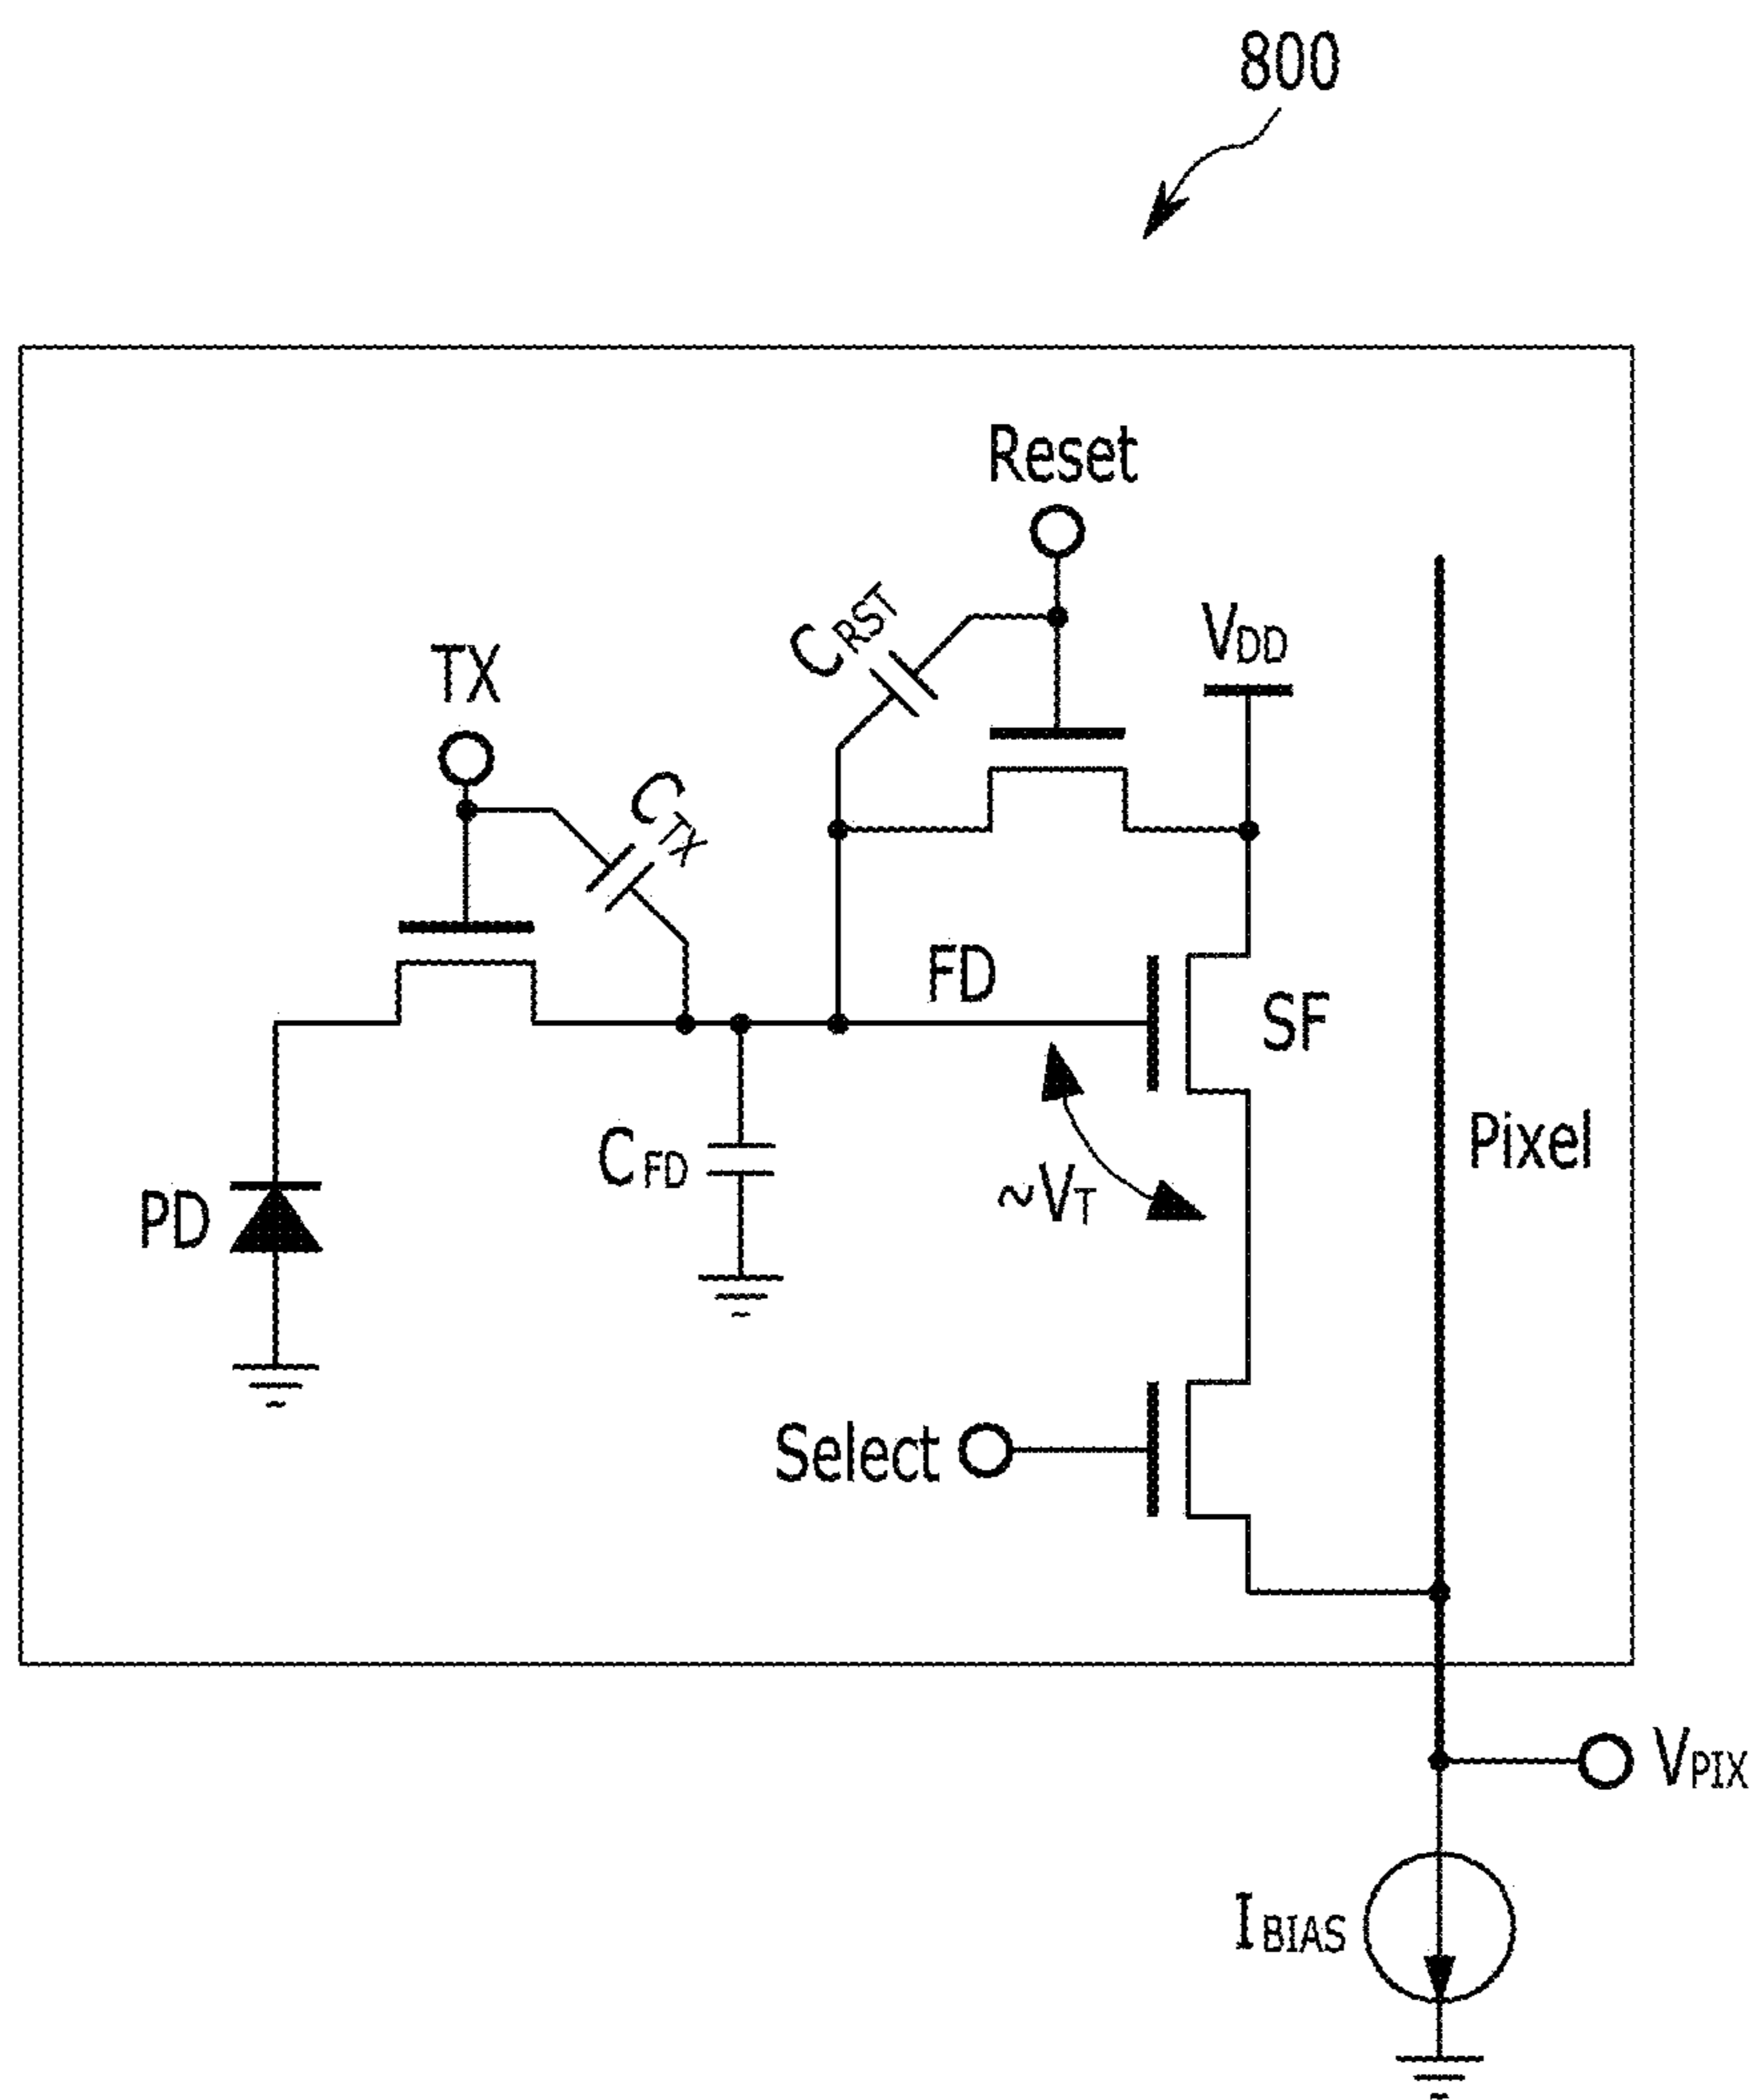 800
Reset
CRST
VDD
TX
CTX
FD
SF
Pixel
CFD
~VT
PD
Select
VPIX
IBIAS